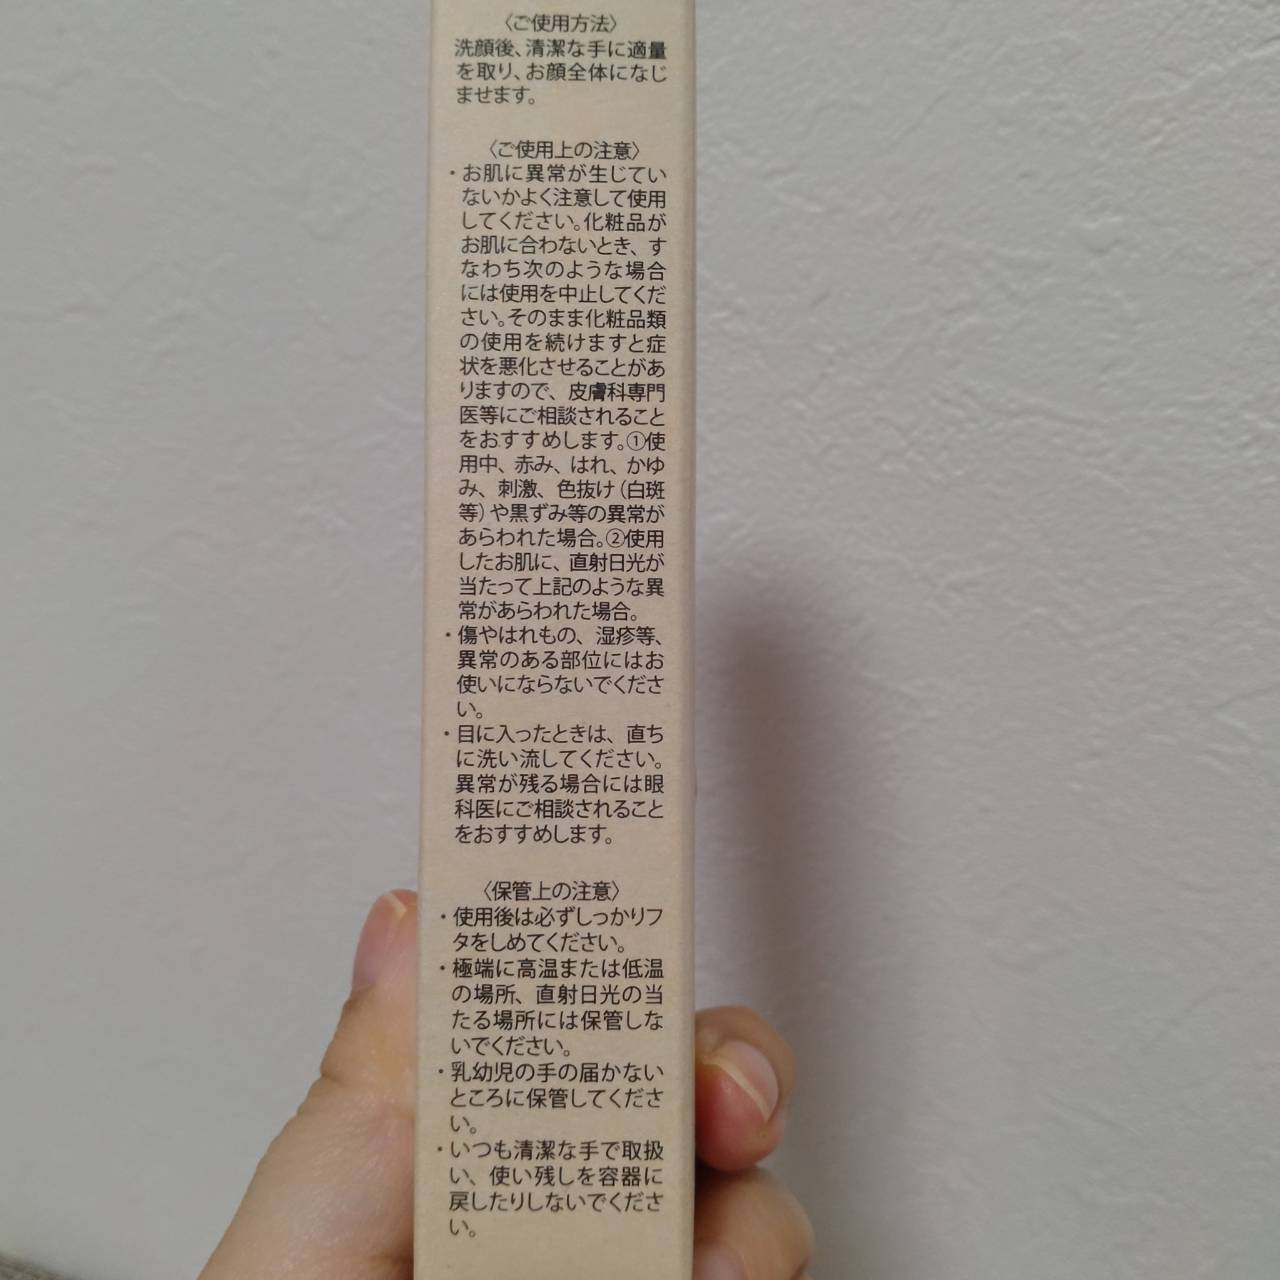 〈ご使用方法〉
洗顔後、清潔な手に適量
を取り、お顔全体になじ
ませます。
〈ご使用上の注意〉
・お肌に異常が生じてい
ないかよく注意して使用
してください。化粧品が
お肌に合わないとき、す
なわち次のような場合
には使用を中止してくだ
さい。そのまま化粧品類
の使用を続けますと症
状を悪化させることがあ
りますので、皮膚科専門
医等にご相談されること
をおすすめします。①使
用中、赤み、はれ、かゆ
み、刺激、色抜け（白斑
等）や黒ずみ等の異常が
あらわれた場合。②使用
したお肌に、直射日光が
当たって上記のような異
常があらわれた場合。
・傷やはれもの、湿疹等、
異常のある部位にはお
使いにならないでくださ
い。
・目に入ったときは、直ち
に洗い流してください。
異常が残る場合には眼
科医にご相談されること
をおすすめします。
〈保管上の注意〉
・使用後は必ずしっかりフ
タをしめてください。
・極端に高温または低温
の場所、直射日光の当
たる場所には保管しな
いでください。
・乳幼児の手の届かない
ところに保管してくださ
い。
・いつも清潔な手で取扱
い、使い残しを容器に
戻したりしないでくださ
い。